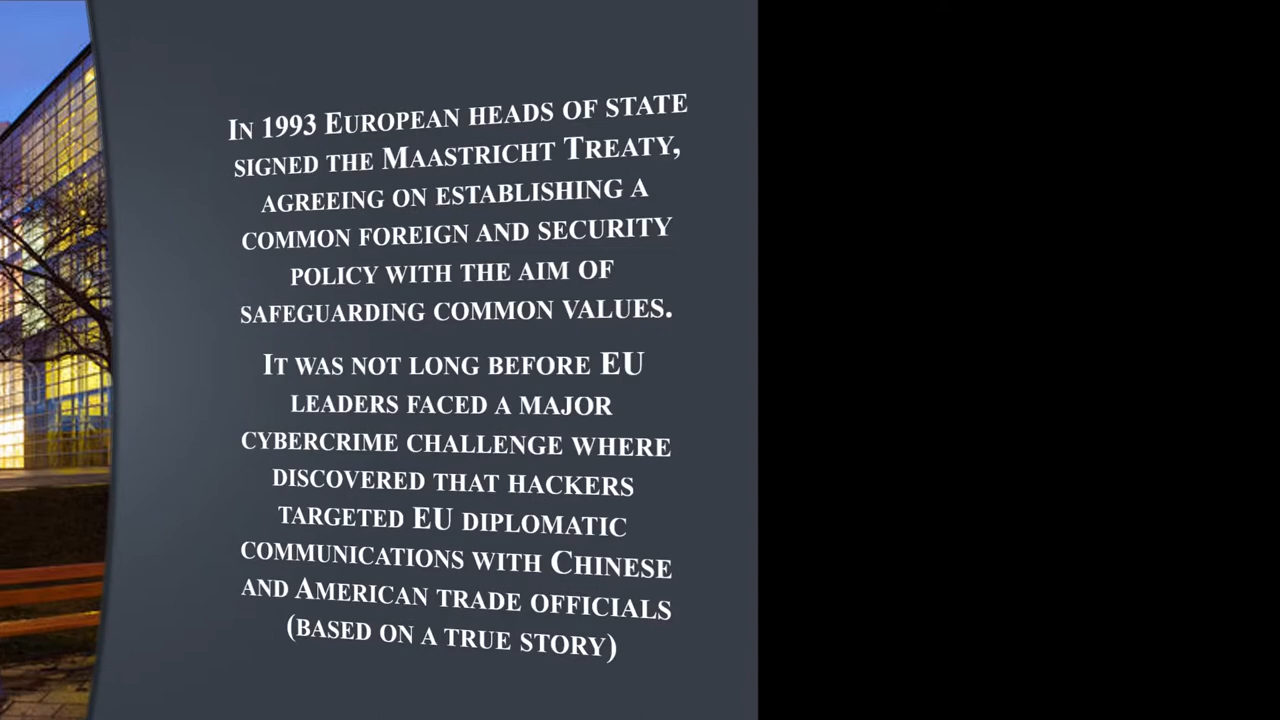 In 1993 European heads of state
signed the Maastricht Treaty,
agreeing on establishing a
common foreign and security
policy with the aim of
safeguarding common values.
It was not long before EU
leaders faced a major
cybercrime challenge where
discovered that hackers
targeted EU diplomatic
communications with Chinese
and American trade officials
(based on a true story)